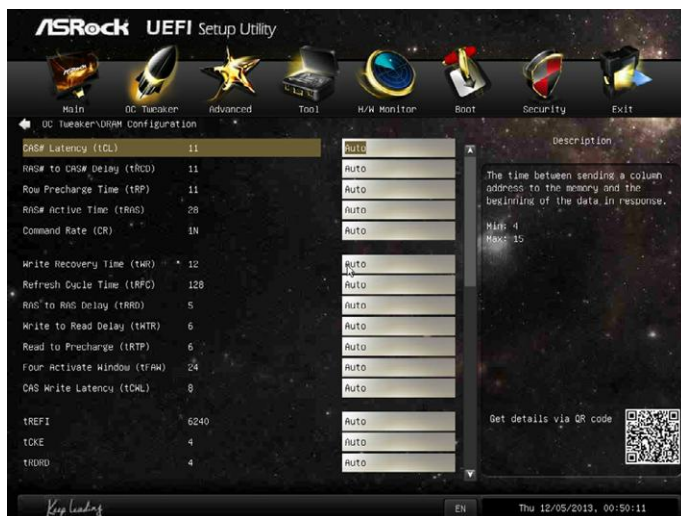 ASRock UEFI Setup Utility
Main OC Tweaker Advanced Tool H/W Monitor Boot Security Exit
OC Tweaker\DRAM Configuration
Description
CAS# Latency (tCL) 11 Auto
RAS# to CAS# Delay (tRCD) 11 Auto
Row Precharge Time (tRP) 11 Auto
RAS# Active Time (tRAS) 28 Auto
Command Rate (CR) 1N Auto
Write Recovery Time (tWR) 12 Auto
Refresh Cycle Time (tRFC) 128 Auto
RAS to RAS Delay (tRRD) 5 Auto
Write to Read Delay (tWTR) 6 Auto
Read to Precharge (tRTP) 6 Auto
Four Activate Window (tFAW) 24 Auto
CAS Write Latency (tCWL) 8 Auto
tREFI 6240 Auto
tCKE 4 Auto
tRDRD 4 Auto
The time between sending a column
address to the memory and the
beginning of the data in response.
Min: 4
Max: 15
Get details via QR code
Keep Leading
EN
Thu 12/05/2013, 00:50:11